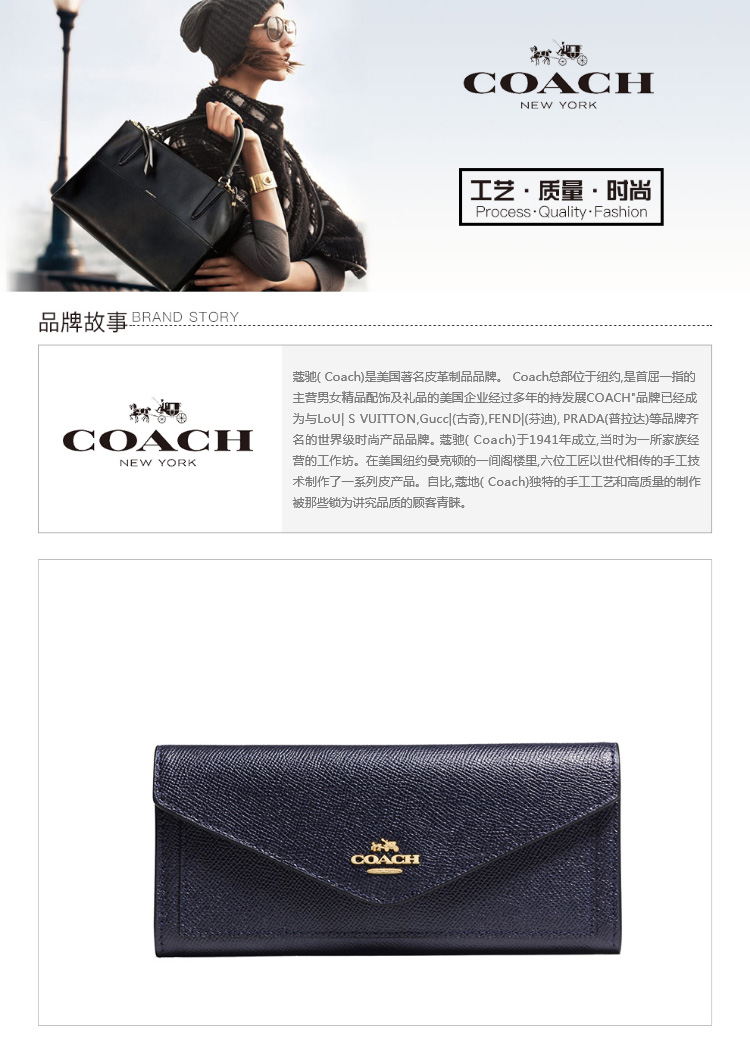 COACH
NEW YORK
工艺·质量·时尚
Process·Quality·Fashion
品牌故事 BRAND STORY
COACH
NEW YORK
蔻驰( Coach)是美国著名皮革制品品牌。 Coach总部位于纽约,是首屈一指的
主营男女精品配饰及礼品的美国企业经过多年的持发展COACH"品牌已经成
为与LoU| S VUITTON,Gucc|(古奇),FEND|(芬迪), PRADA(普拉达)等品牌齐
名的世界级时尚产品品牌。蔻驰( Coach)于1941年成立,当时为一所家族经
营的工作坊。在美国纽约曼克顿的一间阁楼里,六位工匠以世代相传的手工技
术制作了一系列皮产品。自比,蔻地( Coach)独特的手工工艺和高质量的制作
被那些锁为讲究品质的顾客青睐。
COACH